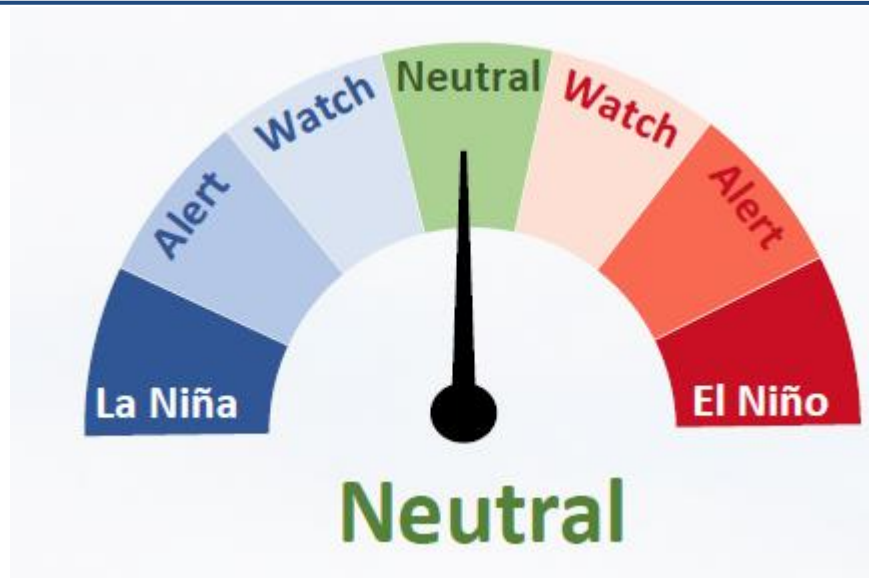 Neutral
Watch
Watch
Alert
Alert
La Niña
El Niño
Neutral